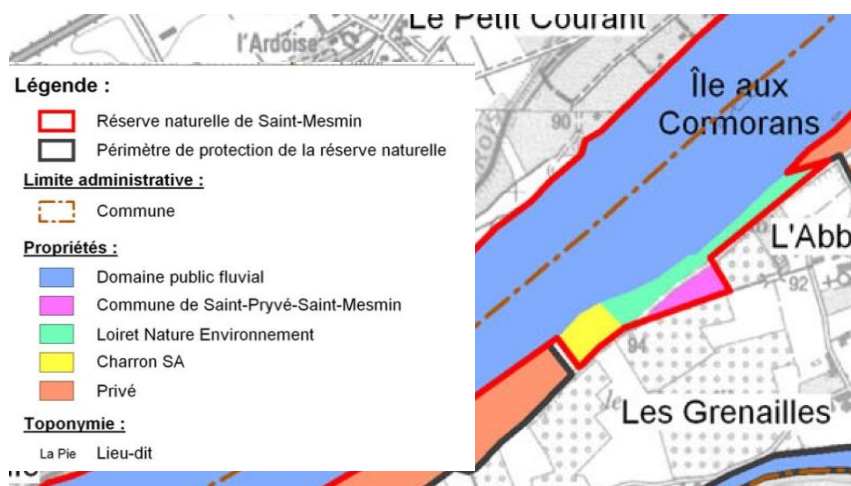 Le Petit Courant
l'Ardoise
Légende :
Réserve naturelle de Saint-Mesmin
Périmètre de protection de la réserve naturelle
Limite administrative :
Commune
Propriétés :
Domaine public fluvial
Commune de Saint-Pryvé-Saint-Mesmin
Loiret Nature Environnement
Charron SA
Privé
Toponymie :
La Pie Lieu-dit
90
Île aux
Cormorans
L'Abb
92
94
le
Les Grenailles